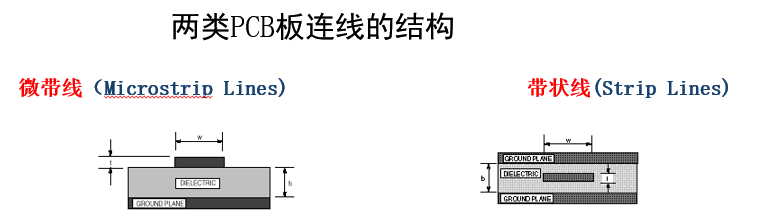 两类PCB板连线的结构
微带线（Microstrip Lines)
带状线(Strip Lines)
w
DIELECTRIC
h
GROUND PLANE
w
GROUND PLANE
b
DIELECTRIC
GROUND PLANE